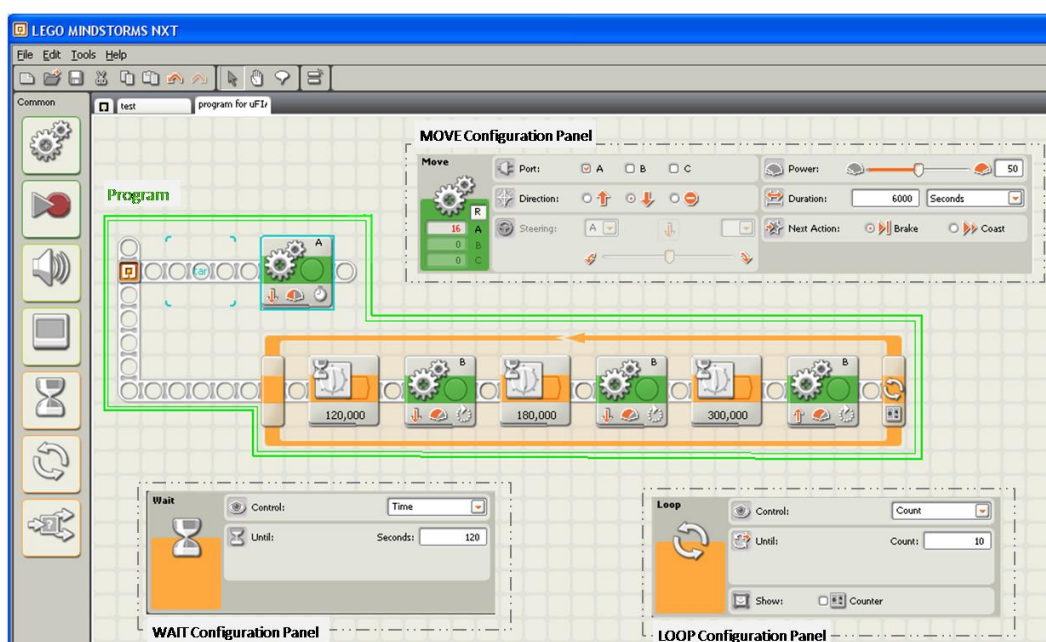 LEGO MINDSTORMS NXT
File Edit Tools Help
Common
test
program for uFI
MOVE Configuration Panel
Move
Port: A B C
Power: 50
R
Direction:
Duration: 6000 Seconds
16 A
Steering: A
Next Action: Brake Coast
0 B
0 C
Program
A
B
B
B
120,000
180,000
300,000
Wait
Control: Time
Until: Seconds: 120
WAIT Configuration Panel
Loop
Control: Count
Until: Count: 10
Show: Counter
LOOP Configuration Panel